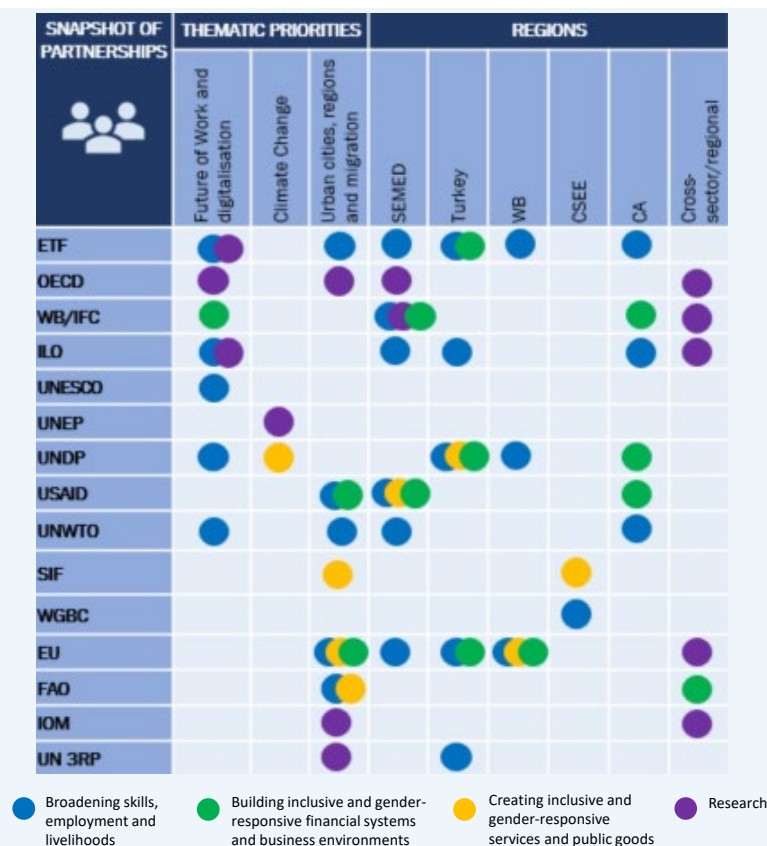 SNAPSHOT OF
PARTNERSHIPS
THEMATIC PRIORITIES
REGIONS
Future of Work and
digitalisation
Climate Change
Urban cities, regions
and migration
SEMED
Turkey
WB
CSEE
CA
Cross-
sector/regional
ETF
OECD
WB/IFC
ILO
UNESCO
UNEP
UNDP
USAID
UNWTO
SIF
WGBC
EU
FAO
IOM
UN 3RP
Broadening skills,
employment and
livelihoods
Building inclusive and gender-
responsive financial systems
and business environments
Creating inclusive and
gender-responsive
services and public goods
Research